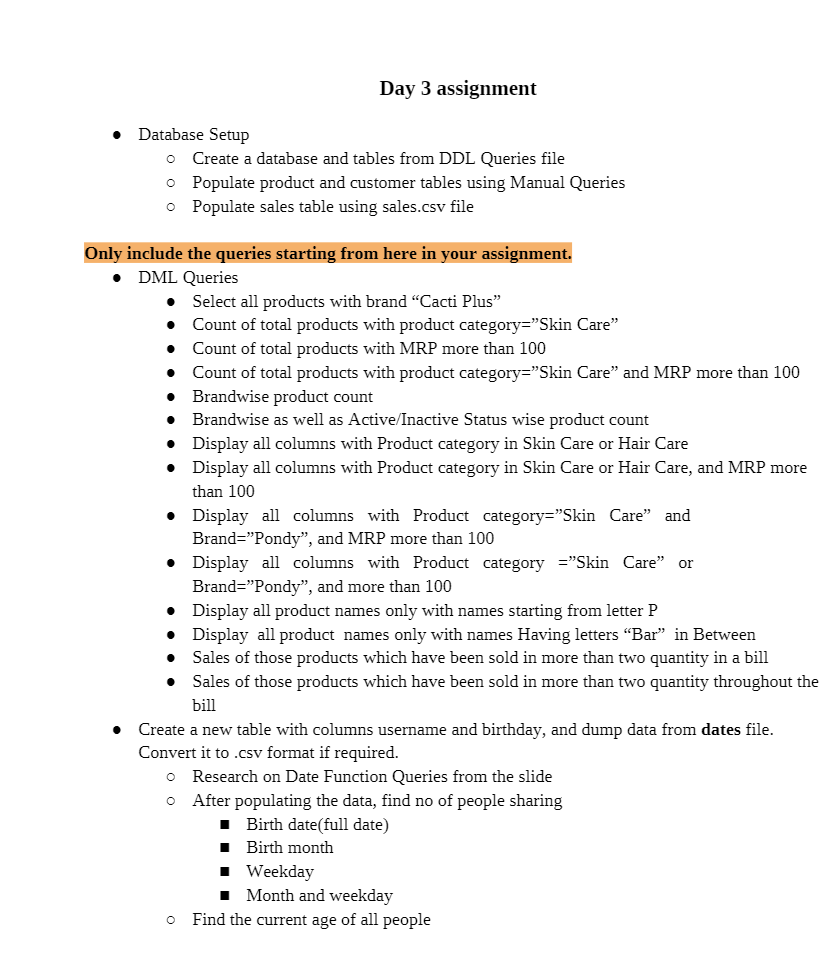 Day 3 assignment
● Database Setup
○ Create a database and tables from DDL Queries file
○ Populate product and customer tables using Manual Queries
○ Populate sales table using sales.csv file
Only include the queries starting from here in your assignment.
● DML Queries
● Select all products with brand “Cacti Plus”
● Count of total products with product category=”Skin Care”
● Count of total products with MRP more than 100
● Count of total products with product category=”Skin Care” and MRP more than 100
● Brandwise product count
● Brandwise as well as Active/Inactive Status wise product count
● Display all columns with Product category in Skin Care or Hair Care
● Display all columns with Product category in Skin Care or Hair Care, and MRP more
than 100
● Display all columns with Product category=”Skin Care” and
Brand=”Pondy”, and MRP more than 100
● Display all columns with Product category =”Skin Care” or
Brand=”Pondy”, and more than 100
● Display all product names only with names starting from letter P
● Display all product names only with names Having letters “Bar” in Between
● Sales of those products which have been sold in more than two quantity in a bill
● Sales of those products which have been sold in more than two quantity throughout the
bill
● Create a new table with columns username and birthday, and dump data from dates file.
Convert it to .csv format if required.
○ Research on Date Function Queries from the slide
○ After populating the data, find no of people sharing
■ Birth date(full date)
■ Birth month
■ Weekday
■ Month and weekday
○ Find the current age of all people